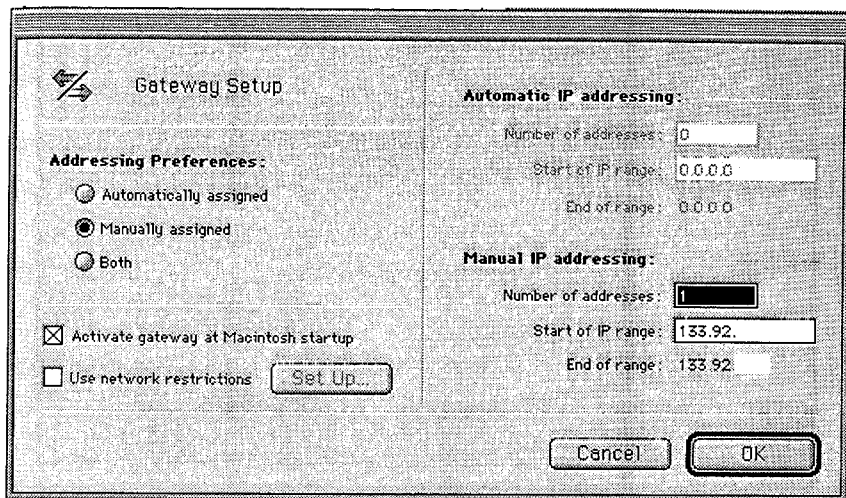 Gateway Setup
Addressing Preferences:
Automatically assigned
Manually assigned
Both
Activate gateway at Macintosh startup
Use network restrictions
Set Up...
Automatic IP addressing:
Number of addresses: 0
Start of IP range: 0.0.0.0
End of range: 0.0.0.0
Manual IP addressing:
Number of addresses: 1
Start of IP range: 133.92.
End of range: 133.92
Cancel
OK